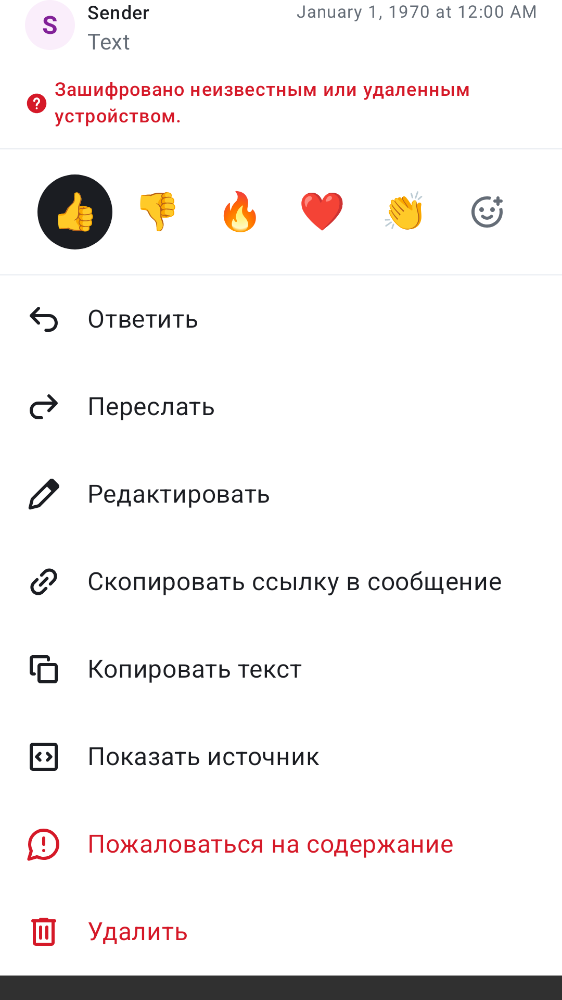 S
Sender
January 1, 1970 at 12:00 AM
Text
Зашифровано неизвестным или удаленным
устройством.
Ответить
Переслать
Редактировать
Скопировать ссылку в сообщение
Копировать текст
Показать источник
Пожаловаться на содержание
Удалить